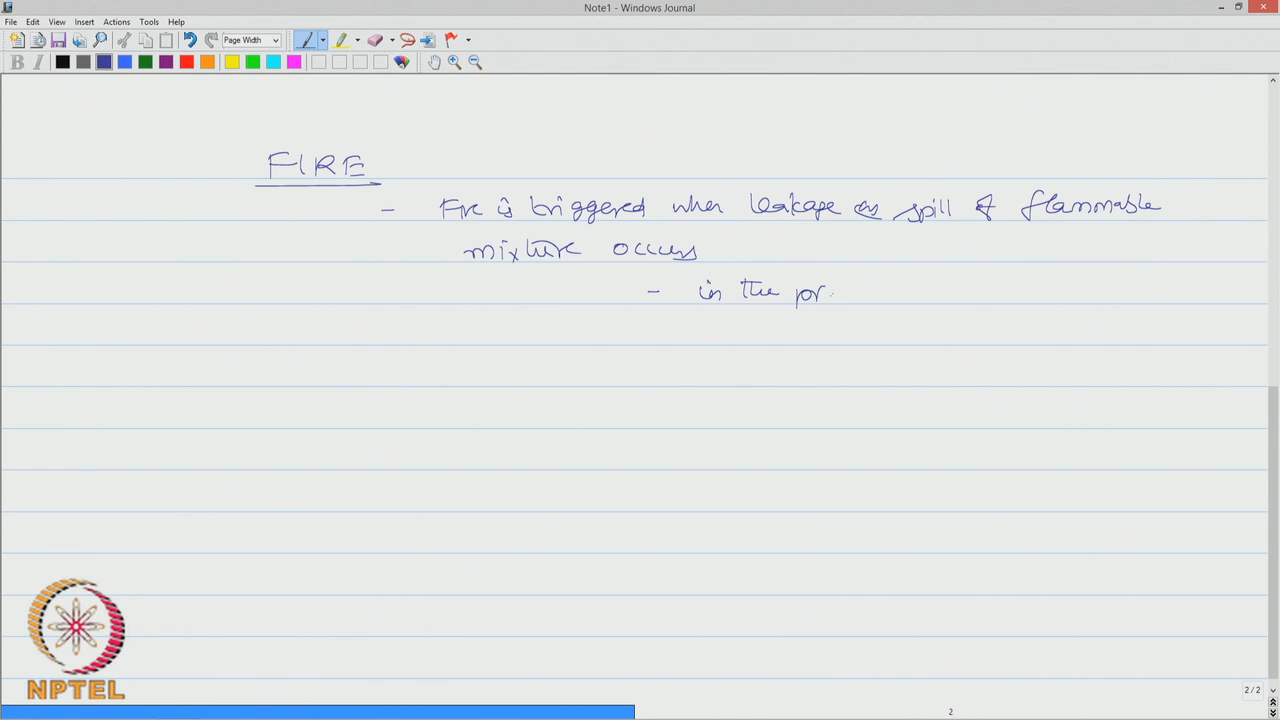 Note1 - Windows Journal
File Edit View Insert Actions Tools Help
Page Width
FIRE
- Fire is triggered when leakage or spill of flammable
mixture occurs
- in the pr
NPTEL
2/2
2